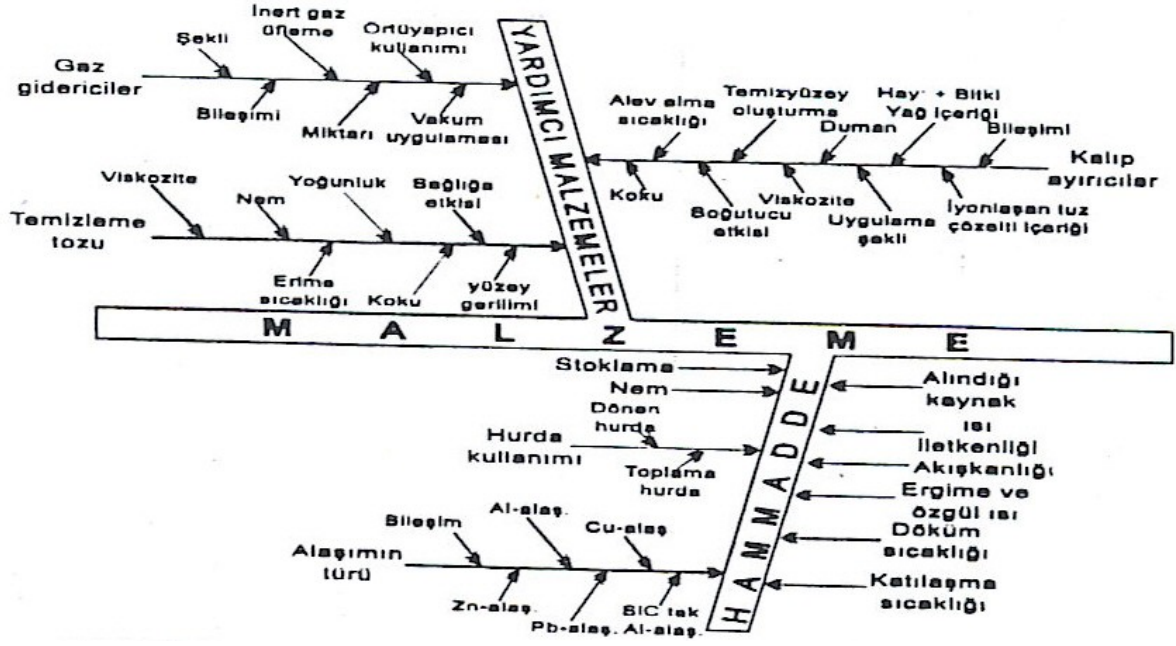 Gaz
gidericiler
Şekli
İnert gaz
üfleme
Örtüyapıcı
kullanımı
Bileşimi
Miktarı
Vakum
uygulaması
YARDIMCI MALZEMELER
Alev alma
sıcaklığı
Temizyüzey
oluşturma
Duman
Hay· + Bitki
Yağ içeriği
Bileşimi
Kalıp
ayırıcılar
Koku
Soğutucu
etkisi
Viskozite
Uygulama
şekli
İyonlaşan tuz
çözelti içeriği
Temizleme
tozu
Viskozite
Nem
Yoğunluk
Bağlığa
etkisi
Erime
sıcaklığı
Koku
yüzey
gerilimi
MALZEME
Stoklama
Nem
Hurda
kullanımı
Dönen
hurda
Toplama
hurda
Alaşımın
türü
Bileşim
Al-alaş.
Cu-alaş
Zn-alaş.
Pb-alaş.
SIC tak
Al-alaş.
HAMMADDE
Alındığı
kaynak
ısı
iletkenliği
Akışkanlığı
Ergime ve
özgül ısı
Döküm
sıcaklığı
Katılaşma
sıcaklığı